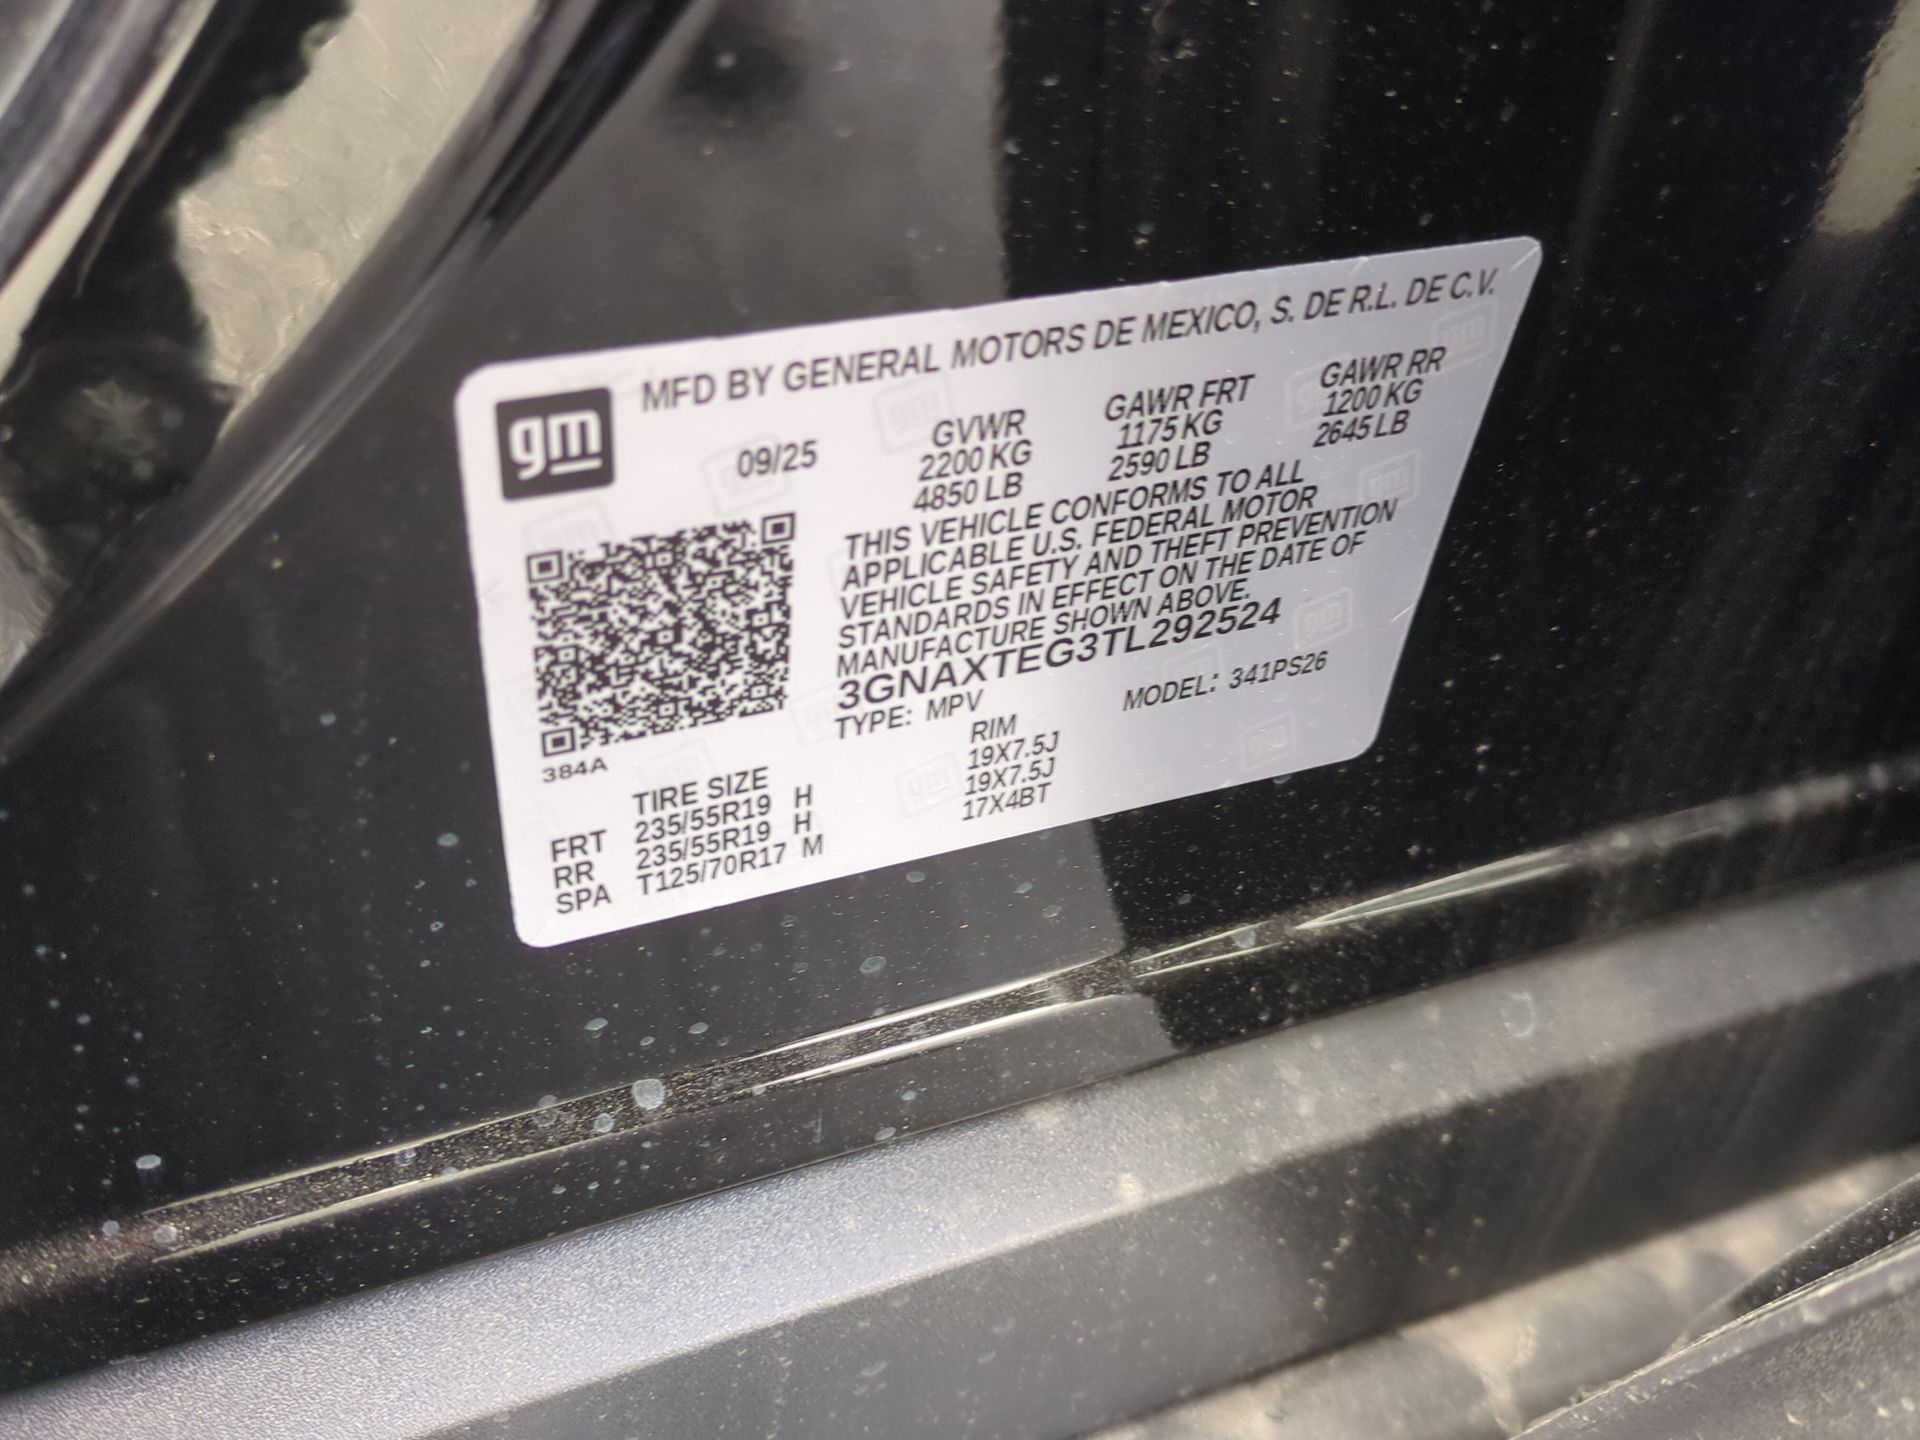 MFD BY GENERAL MOTORS DE MEXICO, S. DE R.L. DE C.V.
gm
09/25
GVWR GAWR FRT GAWR RR
2200 KG 1175 KG 1200 KG
4850 LB 2590 LB 2645 LB
THIS VEHICLE CONFORMS TO ALL
APPLICABLE U.S. FEDERAL MOTOR
VEHICLE SAFETY AND THEFT PREVENTION
STANDARDS IN EFFECT ON THE DATE OF
MANUFACTURE SHOWN ABOVE.
3GNAXTEG3TL292524
TYPE: MPV MODEL: 341PS26
384A
TIRE SIZE RIM
FRT 235/55R19 H 19X7.5J
RR 235/55R19 H 19X7.5J
SPA T125/70R17 M 17X4BT